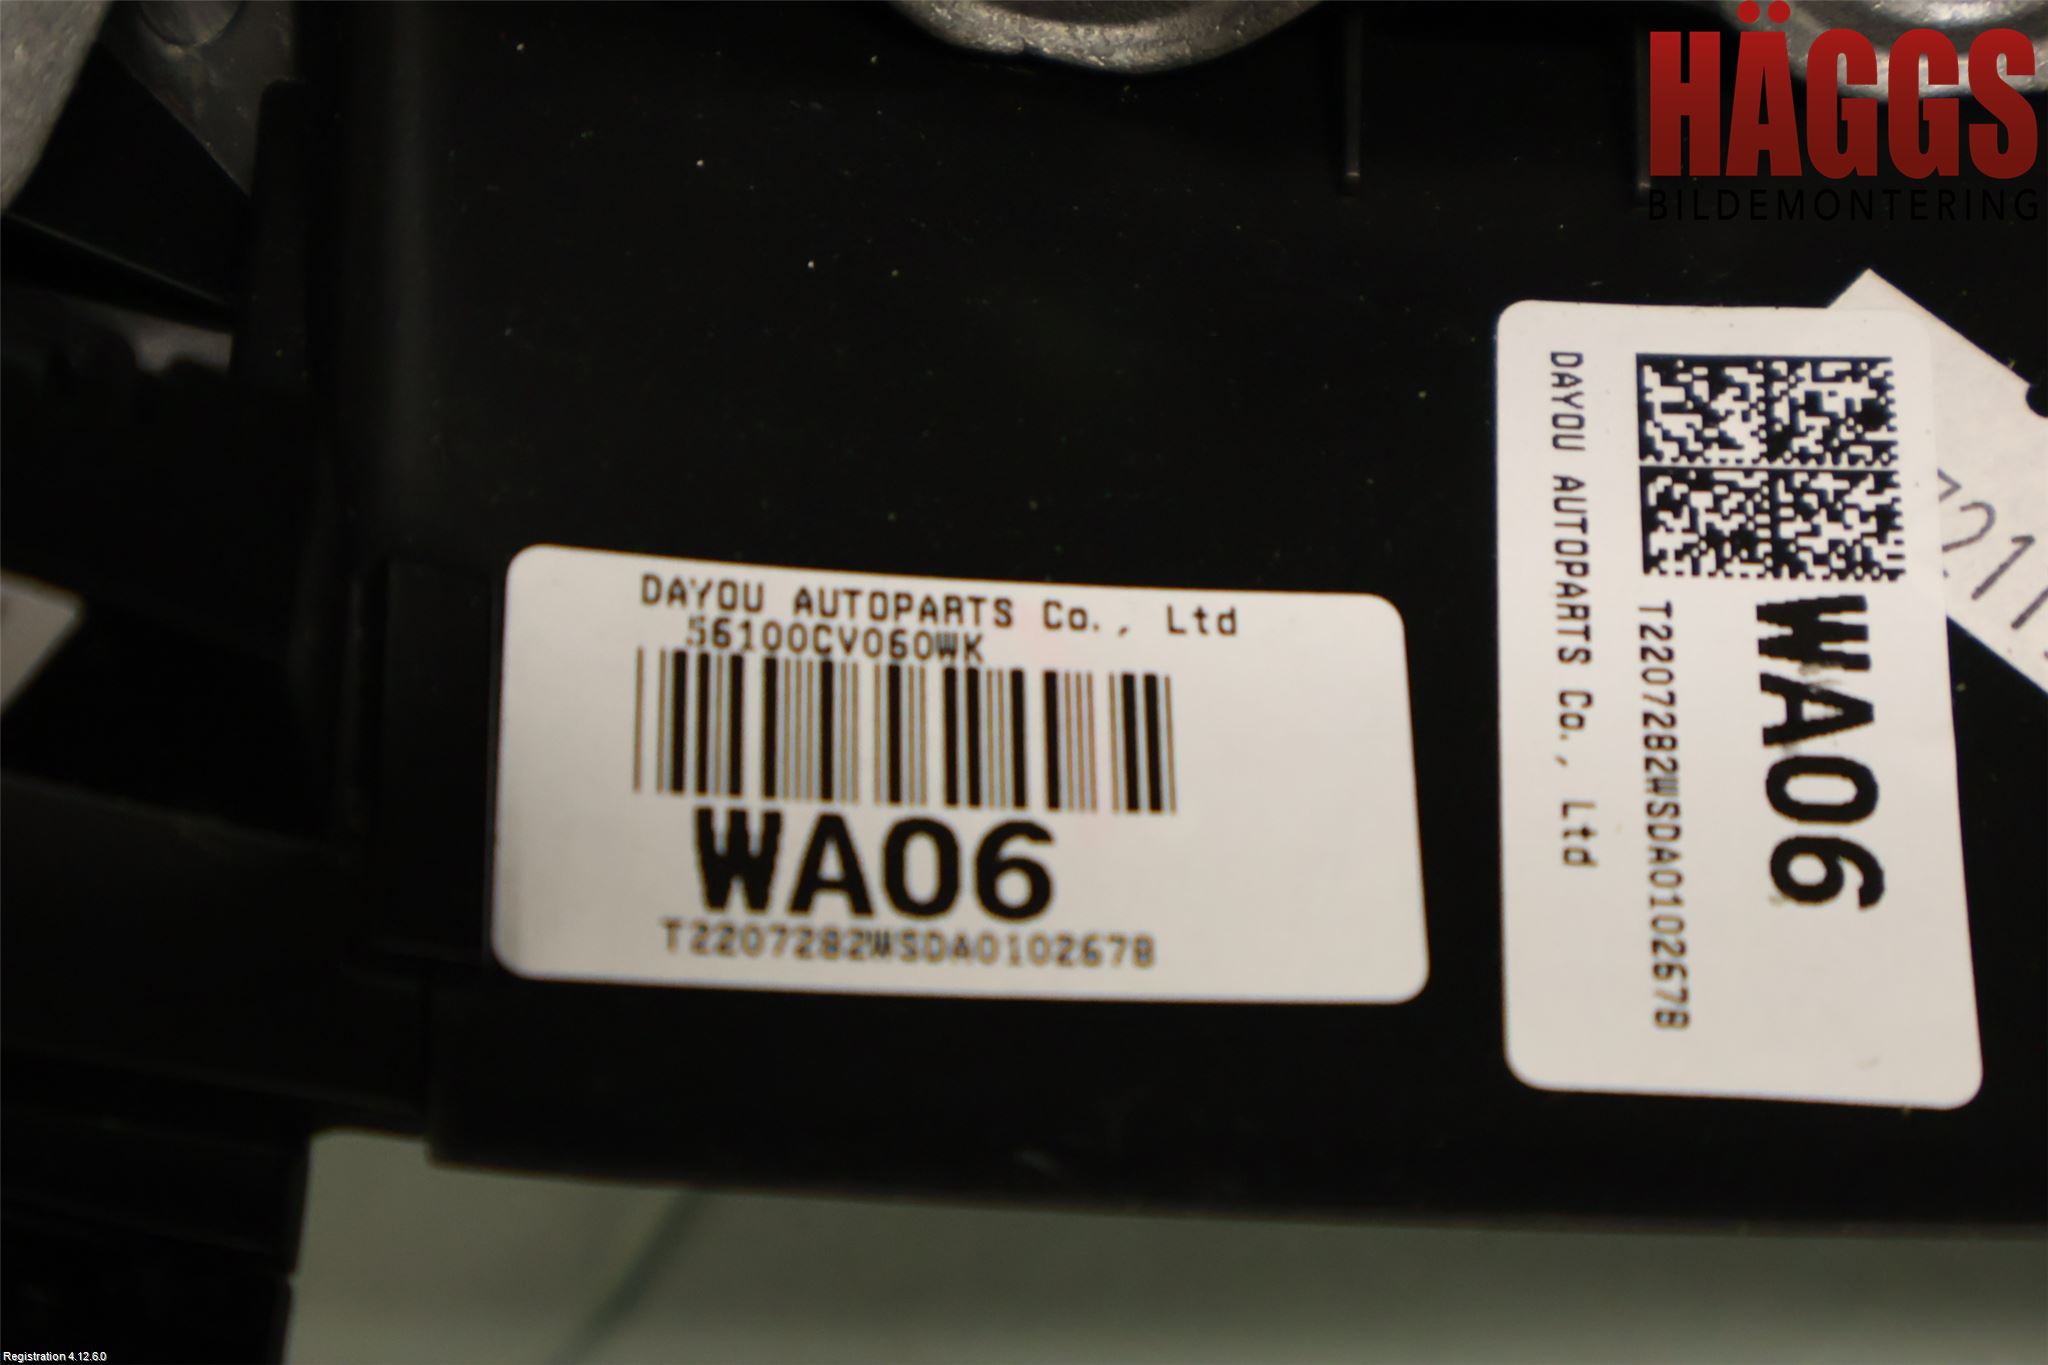 HÄGGS
BILDEMONTERING
DAYOU AUTOPARTS Co., Ltd
56100CV060WK
WA06
T2207282WSDA0102678
DAYOU AUTOPARTS Co., Ltd
T2207282WSDA0102678
WA06
Registration 4.12.6.0